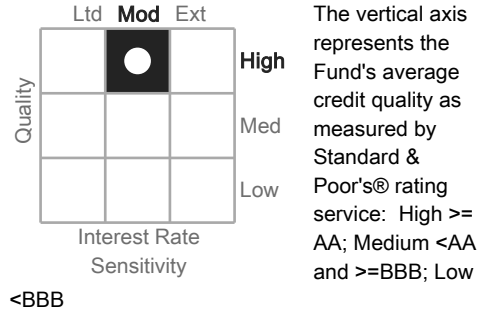 Ltd Mod Ext
High
Med
Low
Quality
Interest Rate
Sensitivity
The vertical axis
represents the
Fund's average
credit quality as
measured by
Standard &
Poor's® rating
service:  High >=
AA; Medium <AA
and >=BBB; Low
<BBB